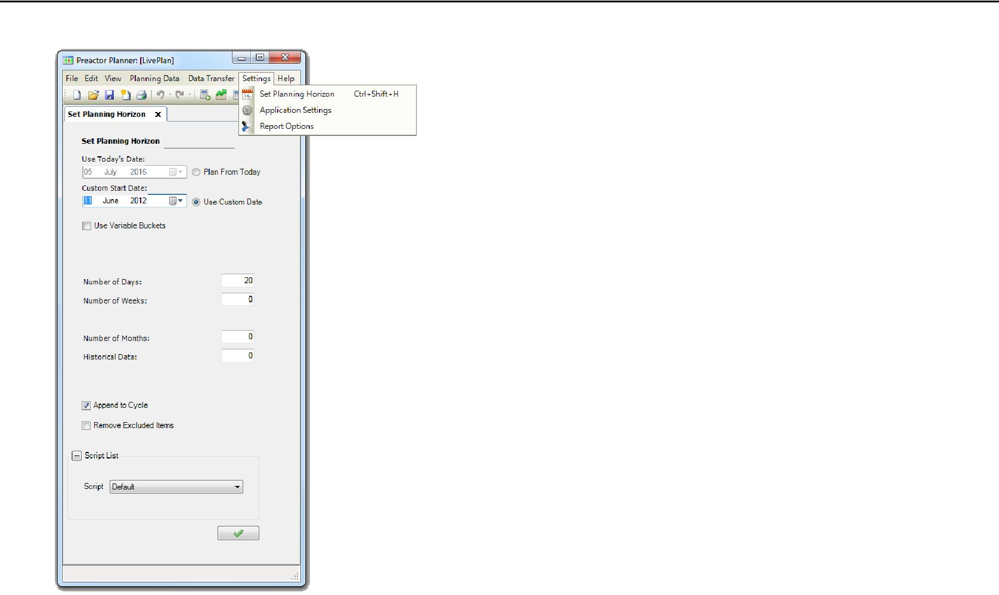 Preactor Planner: [LivePlan]
File Edit View Planning Data Data Transfer Settings Help
Set Planning Horizon Ctrl+Shift+H
Application Settings
Report Options
Set Planning Horizon x
Set Planning Horizon
Use Today's Date:
05 July 2016 Plan From Today
Custom Start Date:
11 June 2012 Use Custom Date
Use Variable Buckets
Number of Days: 20
Number of Weeks: 0
Number of Months: 0
Historical Data: 0
Append to Cycle
Remove Excluded Items
Script List
Script Default